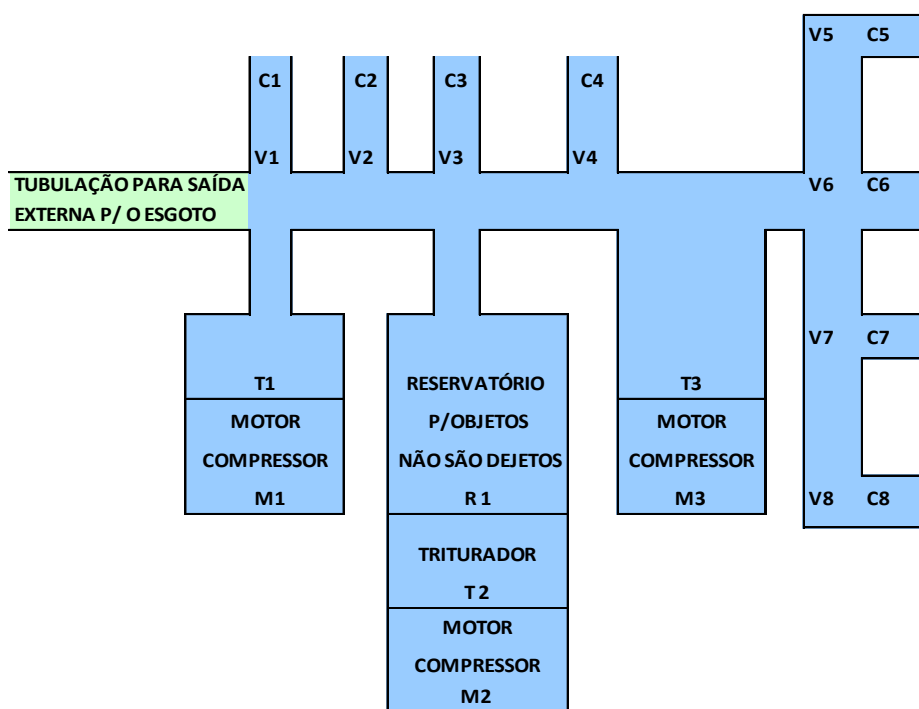 V5 C5
C1 C2 C3 C4
V1 V2 V3 V4
TUBULAÇÃO PARA SAÍDA V6 C6
EXTERNA P/ O ESGOTO
V7 C7
T1 RESERVATÓRIO T3
MOTOR P/OBJETOS MOTOR
COMPRESSOR NÃO SÃO DEJETOS COMPRESSOR
M1 R 1 M3 V8 C8
TRITURADOR
T 2
MOTOR
COMPRESSOR
M2